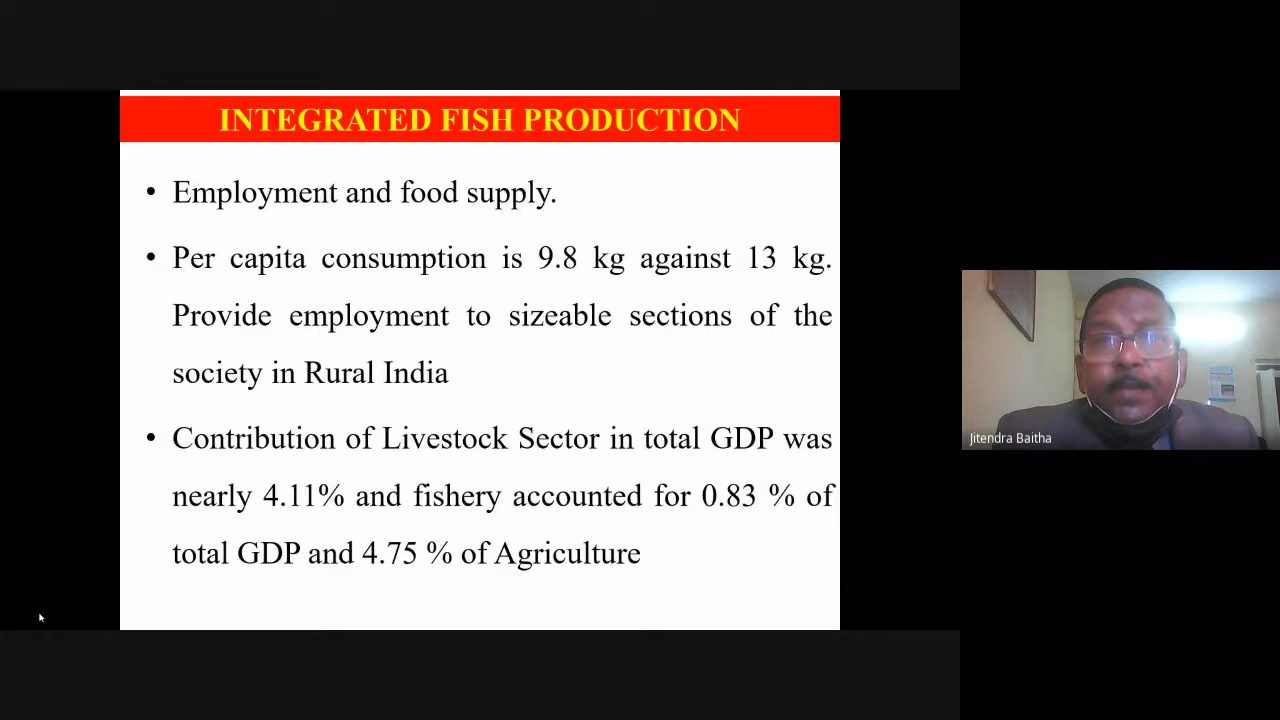 INTEGRATED FISH PRODUCTION
• Employment and food supply.
• Per capita consumption is 9.8 kg against 13 kg.
Provide employment to sizeable sections of the
society in Rural India
• Contribution of Livestock Sector in total GDP was
nearly 4.11% and fishery accounted for 0.83 % of
total GDP and 4.75 % of Agriculture
Jitendra Baitha